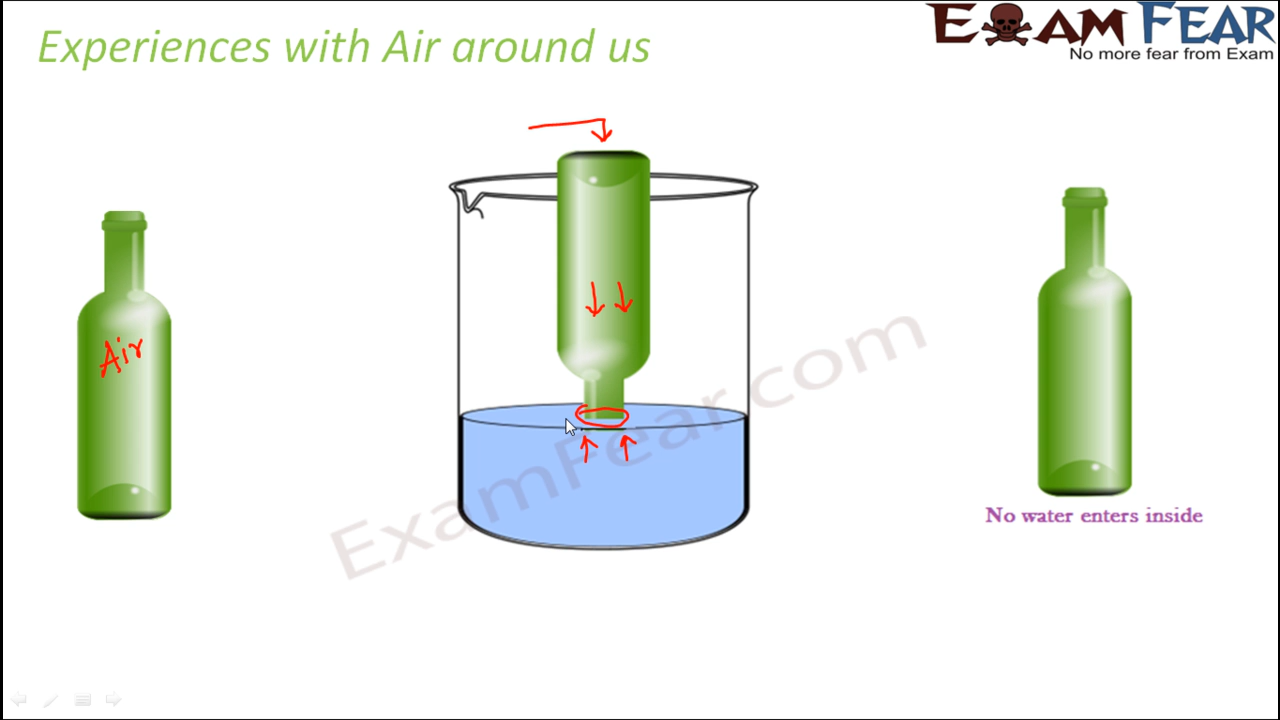 Experiences with Air around us
EXAM FEAR
No more fear from Exam
Air
ExamFear.com
No water enters inside